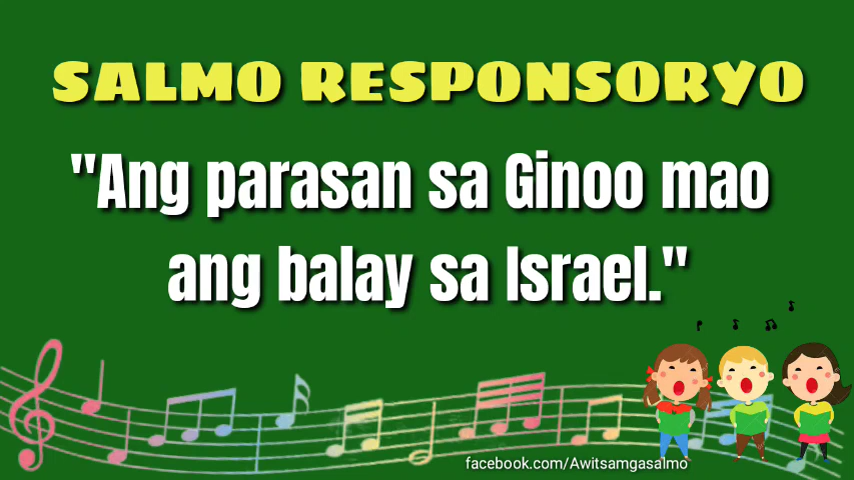 SALMO RESPONSORYO
"Ang parasan sa Ginoo mao
ang balay sa Israel."
facebook.com/Awitsamgasalmo